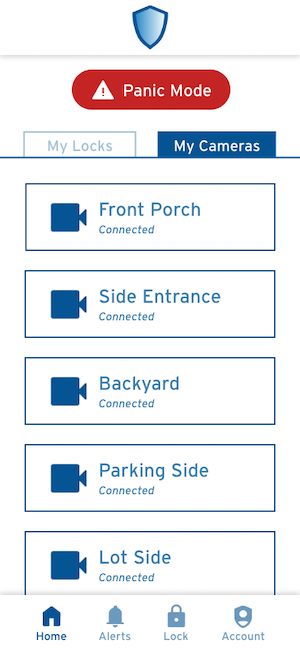 Panic Mode
My Locks My Cameras
Front Porch
Connected
Side Entrance
Connected
Backyard
Connected
Parking Side
Connected
Lot Side
Connected
Home Alerts Lock Account